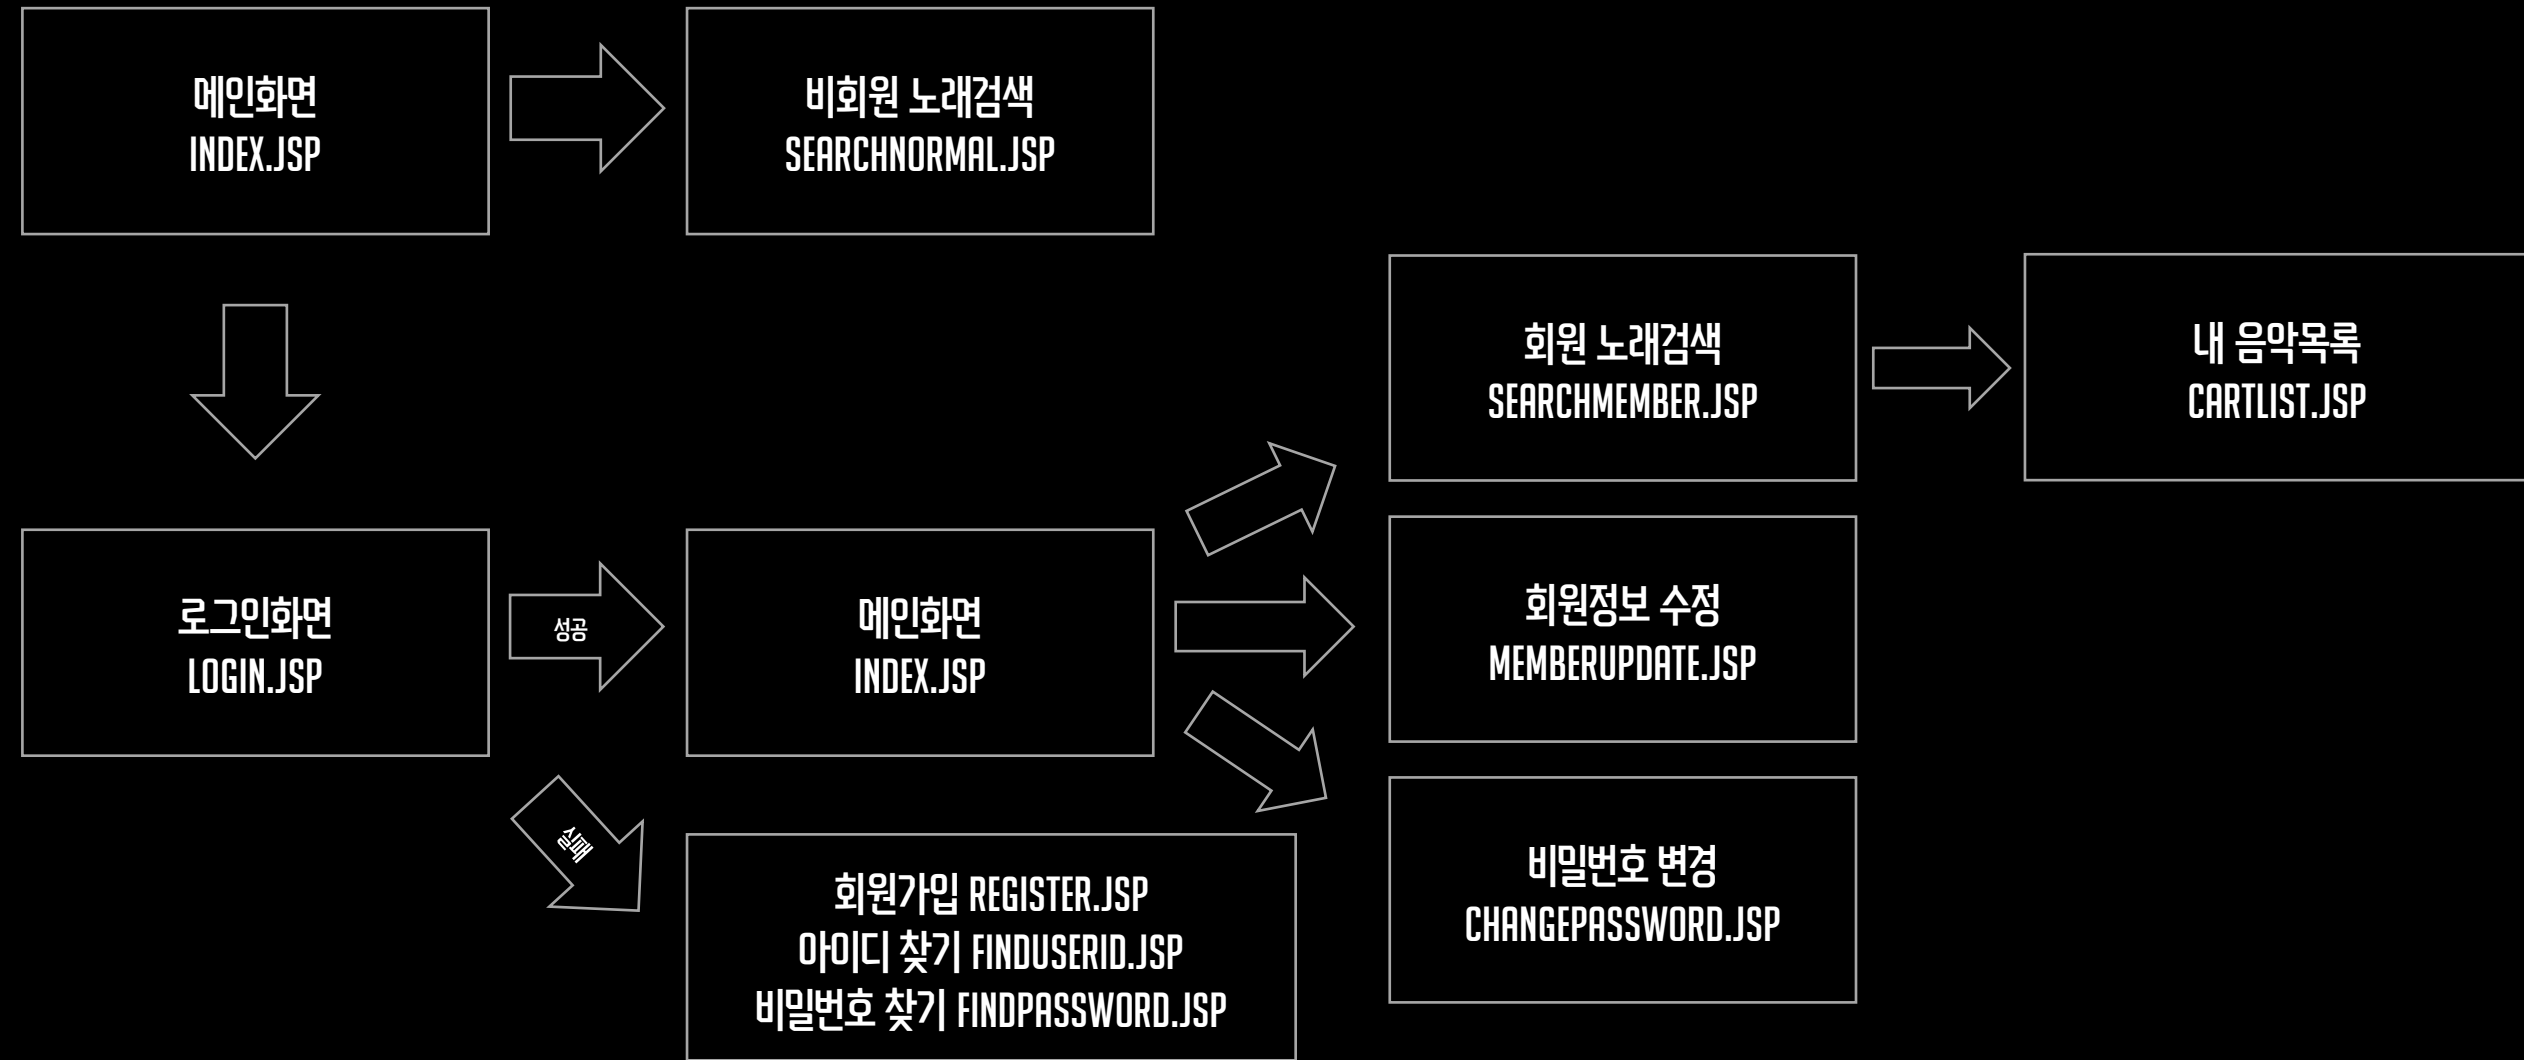 메인화면
INDEX.JSP
비회원 노래검색
SEARCHNORMAL.JSP
회원 노래검색
SEARCHMEMBER.JSP
내 음악목록
CARTLIST.JSP
로그인화면
LOGIN.JSP
성공
메인화면
INDEX.JSP
회원정보 수정
MEMBERUPDATE.JSP
실패
회원가입 REGISTER.JSP
아이디 찾기 FINDUSERID.JSP
비밀번호 찾기 FINDPASSWORD.JSP
비밀번호 변경
CHANGEPASSWORD.JSP